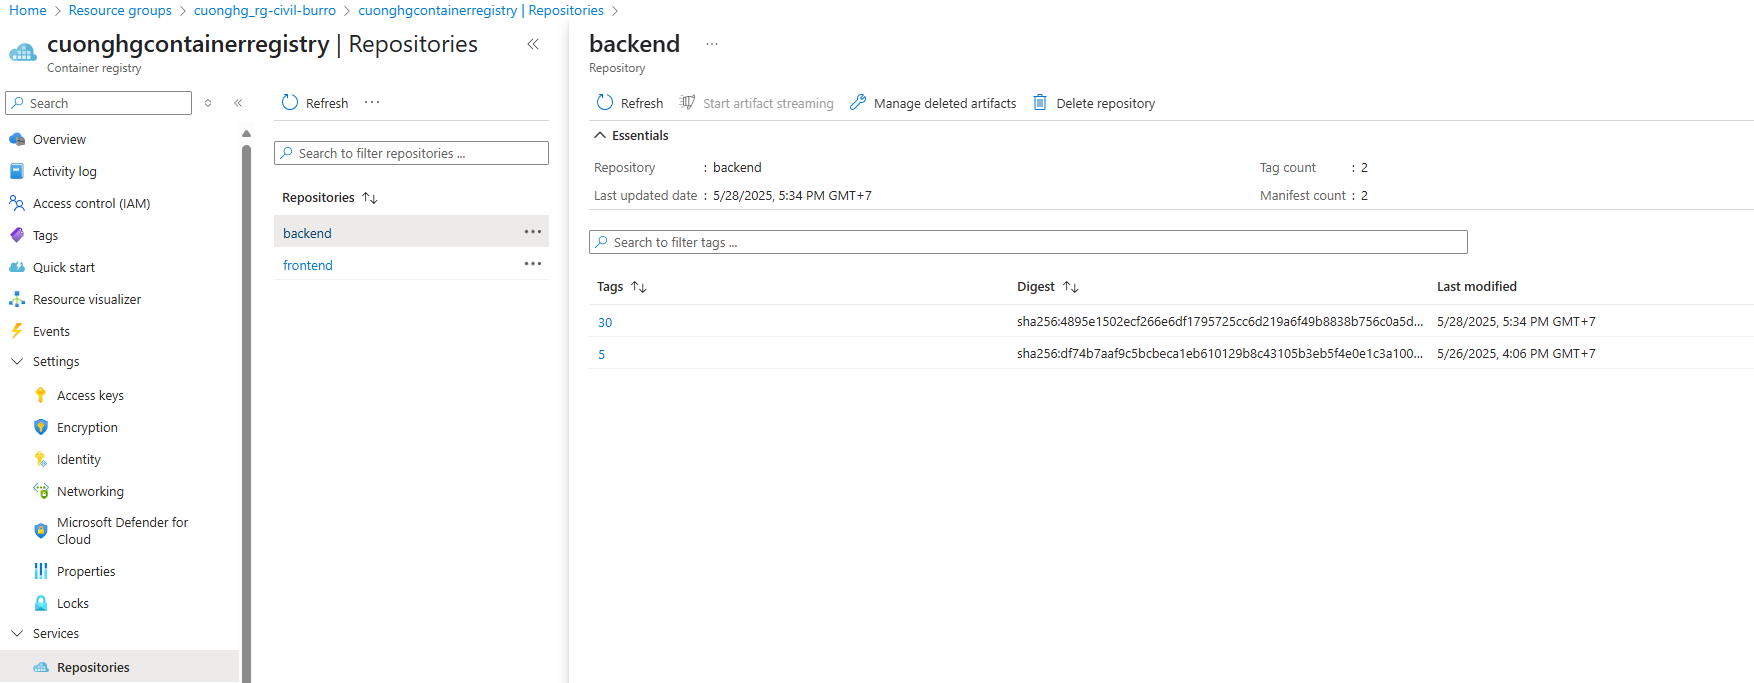 Home > Resource groups > cuonghg_rg-civil-burro > cuonghgcontainerregistry | Repositories >
cuonghgcontainerregistry | Repositories
Container registry
Search
Overview
Activity log
Access control (IAM)
Tags
Quick start
Resource visualizer
Events
Settings
Access keys
Encryption
Identity
Networking
Microsoft Defender for
Cloud
Properties
Locks
Services
Repositories
Refresh ...
Search to filter repositories ...
Repositories
backend ...
frontend ...
backend ...
Repository
Refresh Start artifact streaming Manage deleted artifacts Delete repository
Essentials
Repository : backend Tag count : 2
Last updated date : 5/28/2025, 5:34 PM GMT+7 Manifest count : 2
Search to filter tags ...
Tags Digest Last modified
30 sha256:4895e1502ecf266e6df1795725cc6d219a6f49b8838b756c0a5d... 5/28/2025, 5:34 PM GMT+7
5 sha256:df74b7aaf9c5bcbeca1eb610129b8c43105b3eb5f4e0e1c3a100... 5/26/2025, 4:06 PM GMT+7